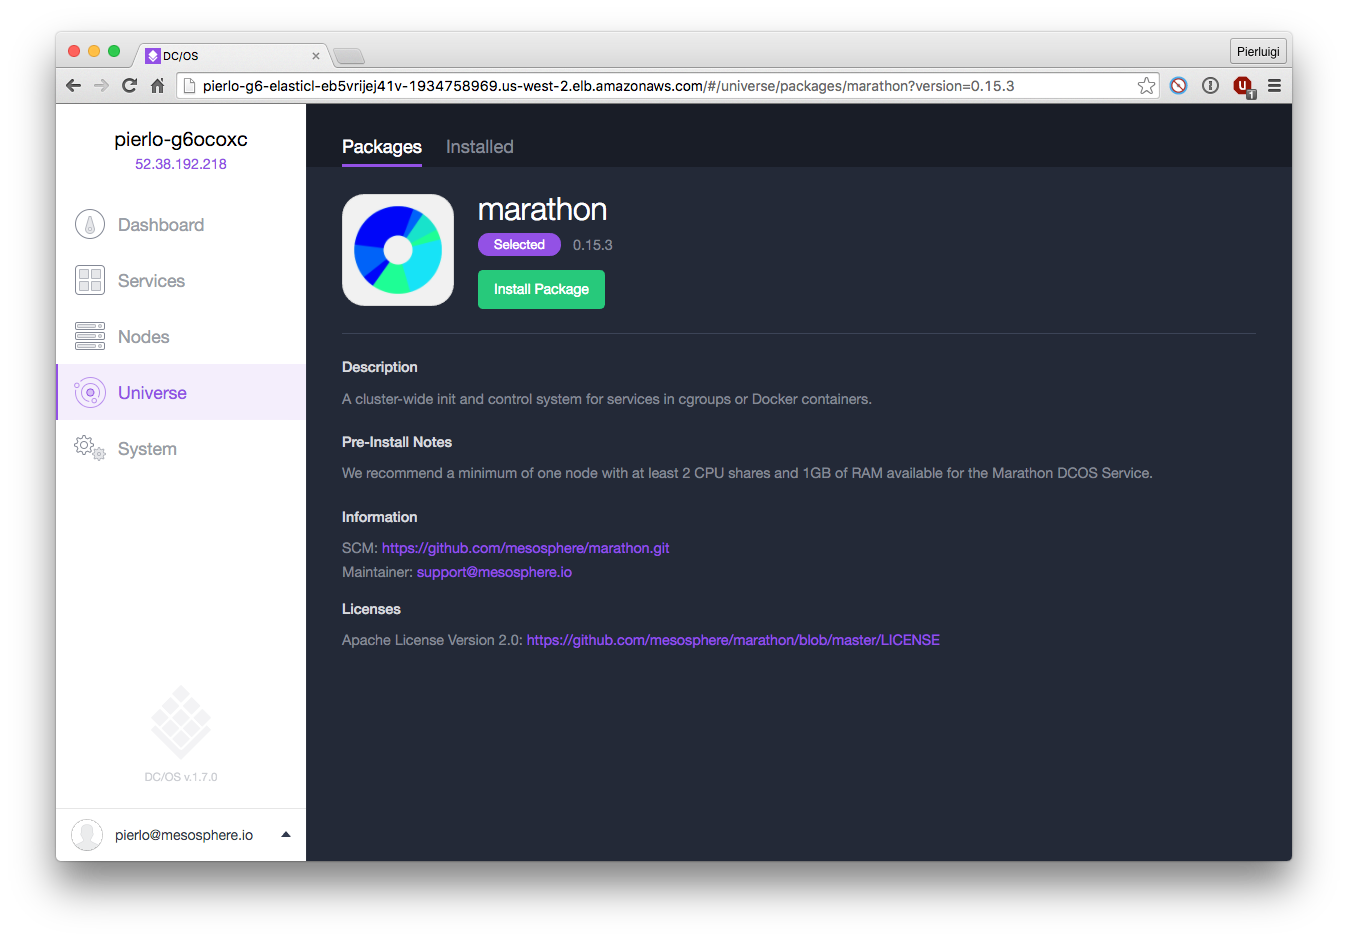 DC/OS
Pierluigi
pierlo-g6-elasticl-eb5vrijej41v-1934758969.us-west-2.elb.amazonaws.com/#/universe/packages/marathon?version=0.15.3
1
pierlo-g6ocoxc
52.38.192.218
Dashboard
Services
Nodes
Universe
System
DC/OS v.1.7.0
pierlo@mesosphere.io
Packages Installed
marathon
Selected 0.15.3
Install Package
Description
A cluster-wide init and control system for services in cgroups or Docker containers.
Pre-Install Notes
We recommend a minimum of one node with at least 2 CPU shares and 1GB of RAM available for the Marathon DCOS Service.
Information
SCM: https://github.com/mesosphere/marathon.git
Maintainer: support@mesosphere.io
Licenses
Apache License Version 2.0: https://github.com/mesosphere/marathon/blob/master/LICENSE